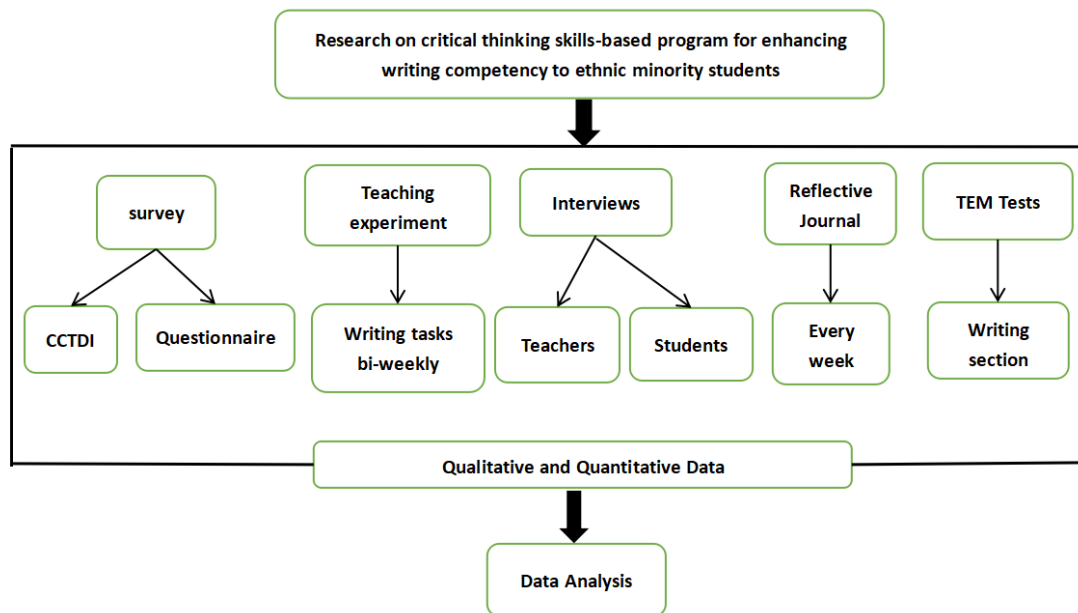 Research on critical thinking skills-based program for enhancing
writing competency to ethnic minority students
survey
Teaching
experiment
Interviews
Reflective
Journal
TEM Tests
CCTDI
Questionnaire
Writing tasks
bi-weekly
Teachers
Students
Every
week
Writing
section
Qualitative and Quantitative Data
Data Analysis